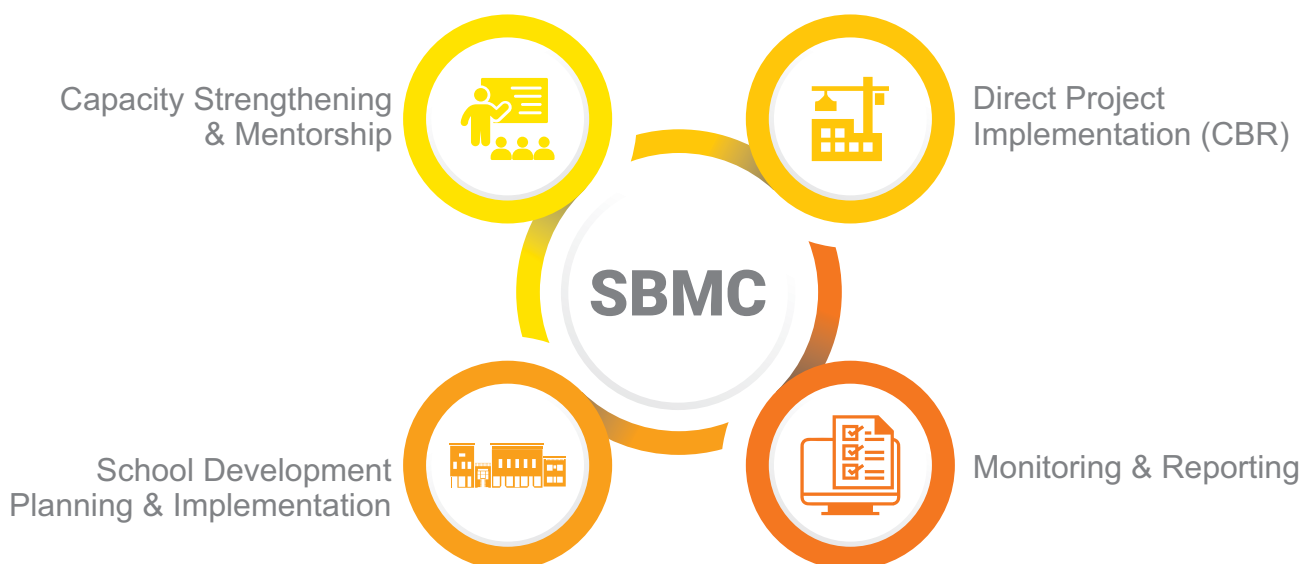 Capacity Strengthening
& Mentorship
Direct Project
Implementation (CBR)
SBMC
School Development
Planning & Implementation
Monitoring & Reporting